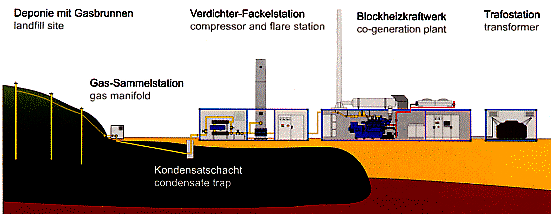 Deponie mit Gasbrunnen
landfill site
Verdichter-Fackelstation
compressor and flare station
Blockheizkraftwerk
co-generation plant
Trafostation
transformer
Gas-Sammelstation
gas manifold
Kondensatschacht
condensate trap